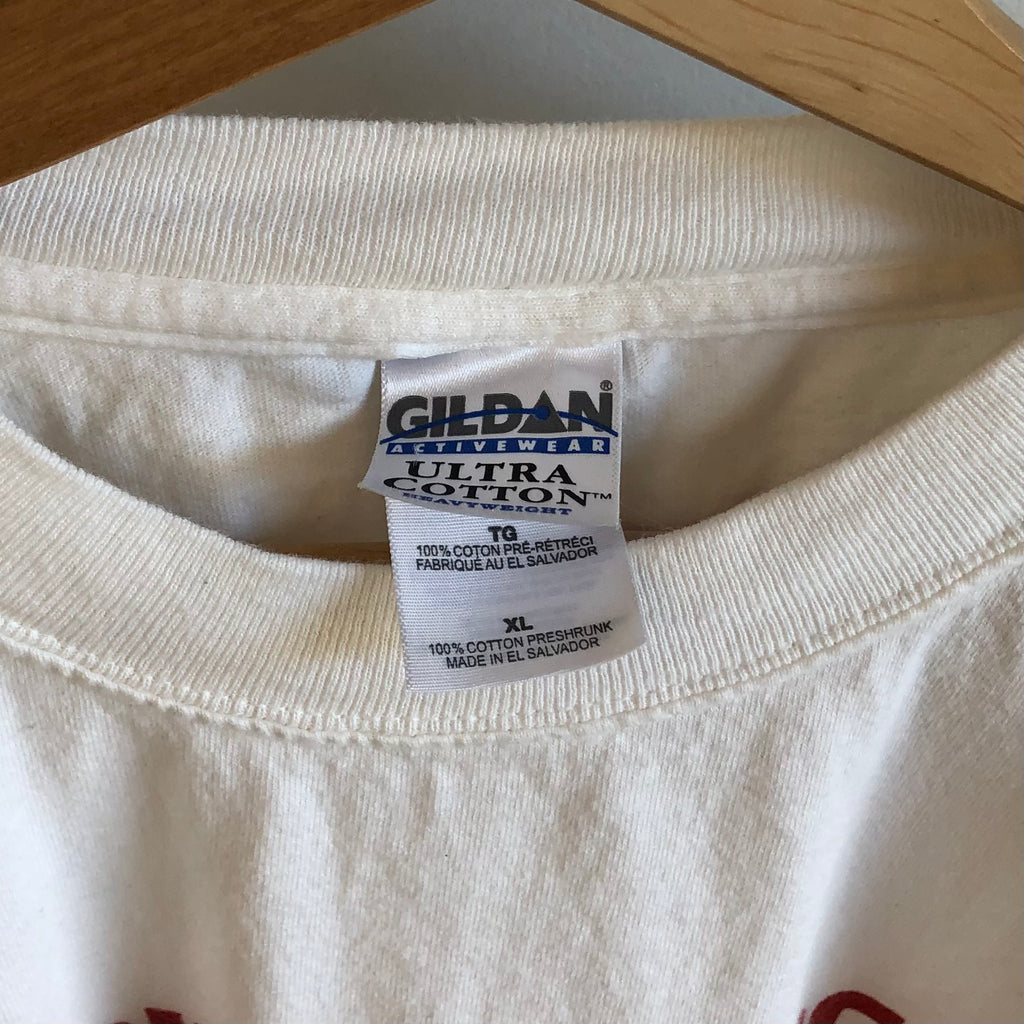 GILDAN®
ACTIVEWEAR
ULTRA
COTTON™
HEAVYWEIGHT
TG
100% COTON PRÉ-RÉTRÉCI
FABRIQUÉ AU EL SALVADOR
XL
100% COTTON PRESHRUNK
MADE IN EL SALVADOR